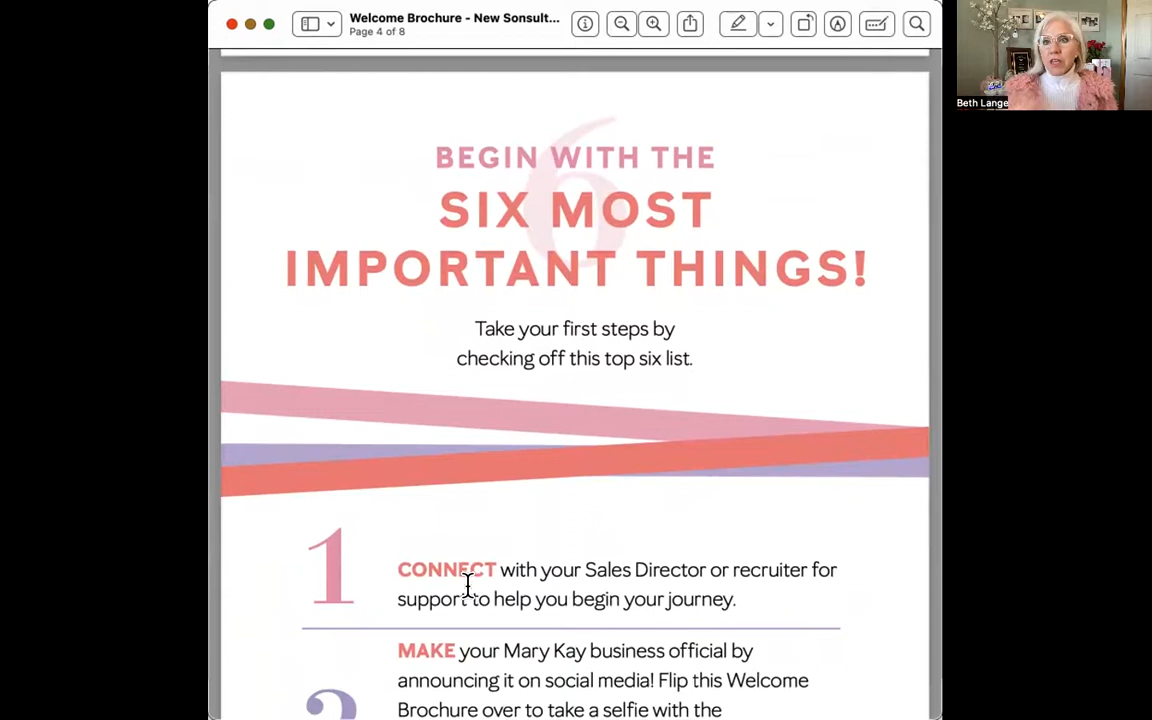 Welcome Brochure - New Sonsult...
Page 4 of 8
Beth Lange
6
BEGIN WITH THE
SIX MOST
IMPORTANT THINGS!
Take your first steps by
checking off this top six list.
1
CONNECT with your Sales Director or recruiter for
support to help you begin your journey.
2
MAKE your Mary Kay business official by
announcing it on social media! Flip this Welcome
Brochure over to take a selfie with the